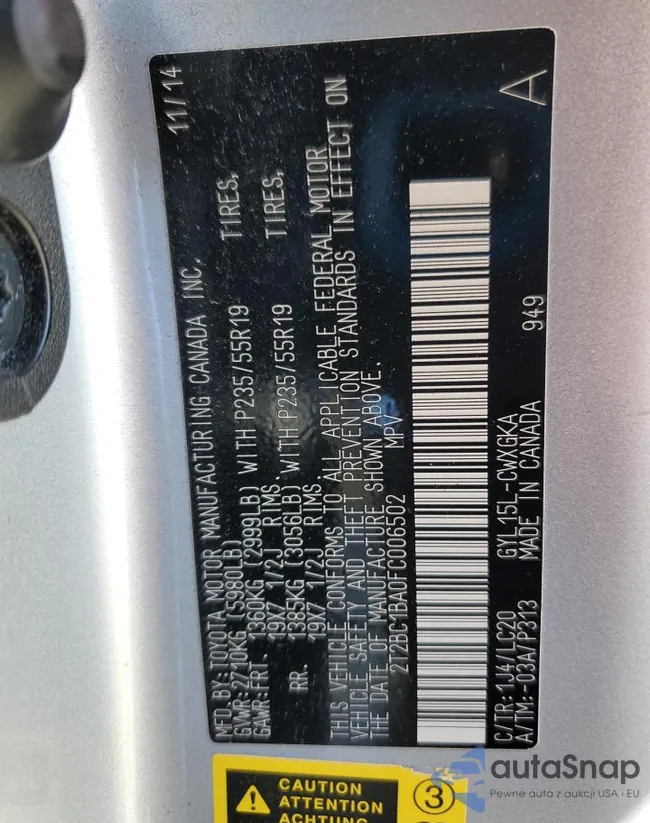 11/14
MFD.BY:TOYOTA MOTOR MANUFACTURING CANADA INC.
GVWR:2710KG (5980LB)
GAWR:FRT. 1360KG (2999LB) WITH P235/55R19 TIRES,
19X7 1/2J RIMS.
RR. 1385KG (3056LB) WITH P235/55R19 TIRES,
19X7 1/2J RIMS.
THIS VEHICLE CONFORMS TO ALL APPLICABLE FEDERAL MOTOR
VEHICLE SAFETY AND THEFT PREVENTION STANDARDS IN EFFECT ON
THE DATE OF MANUFACTURE SHOWN ABOVE.
2T2BC1BA0FC006502 MPV
A
C/TR:1J4/LC20 GYL15L-CWXGKA 949
A/TM:-03A/P313 MADE IN CANADA
CAUTION
ATTENTION
ACHTUNG
3
autaSnap
Pewne auta z aukcji USA i EU